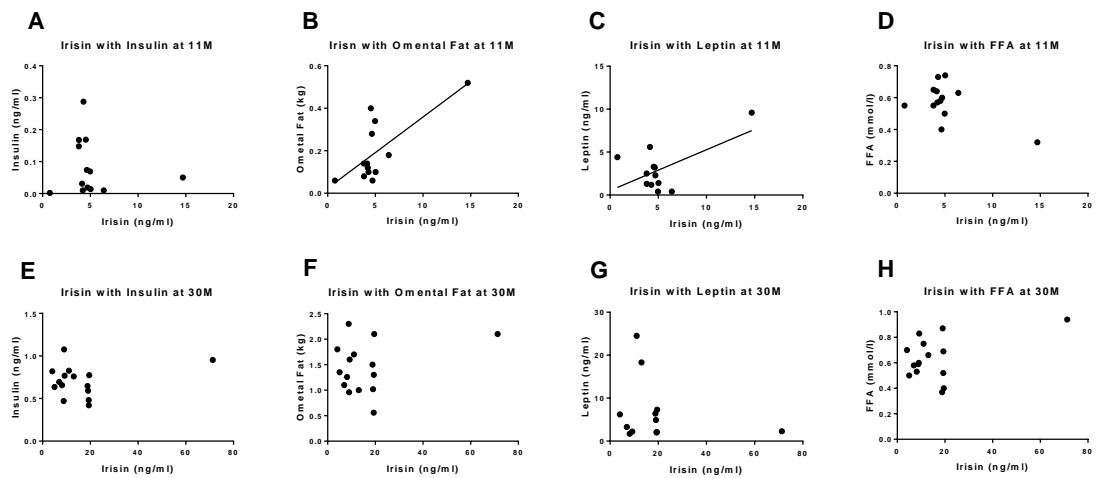 A
Irisin with Insulin at 11M
Insulin (ng/ml)
0.4
0.3
0.2
0.1
0.0
0 5 10 15 20
Irisin (ng/ml)
B
Irisn with Omental Fat at 11M
Ometal Fat (kg)
0.6
0.4
0.2
0.0
0 5 10 15 20
Irisin (ng/ml)
C
Irisin with Leptin at 11M
Leptin (ng/ml)
15
10
5
0
0 5 10 15 20
Irisin (ng/ml)
D
Irisin with FFA at 11M
FFA (mmol/l)
0.8
0.6
0.4
0.2
0.0
0 5 10 15 20
Irisin (ng/ml)
E
Irisin with Insulin at 30M
Insulin (ng/ml)
1.5
1.0
0.5
0.0
0 20 40 60 80
Irisin (ng/ml)
F
Irisin with Omental Fat at 30M
Ometal Fat (kg)
2.5
2.0
1.5
1.0
0.5
0.0
0 20 40 60 80
Irisin (ng/ml)
G
Irisin with Leptin at 30M
Leptin (ng/ml)
30
20
10
0
0 20 40 60 80
Irisin (ng/ml)
H
Irisin with FFA at 30M
FFA (mmol/l)
1.0
0.8
0.6
0.4
0.2
0.0
0 20 40 60 80
Irisin (ng/ml)